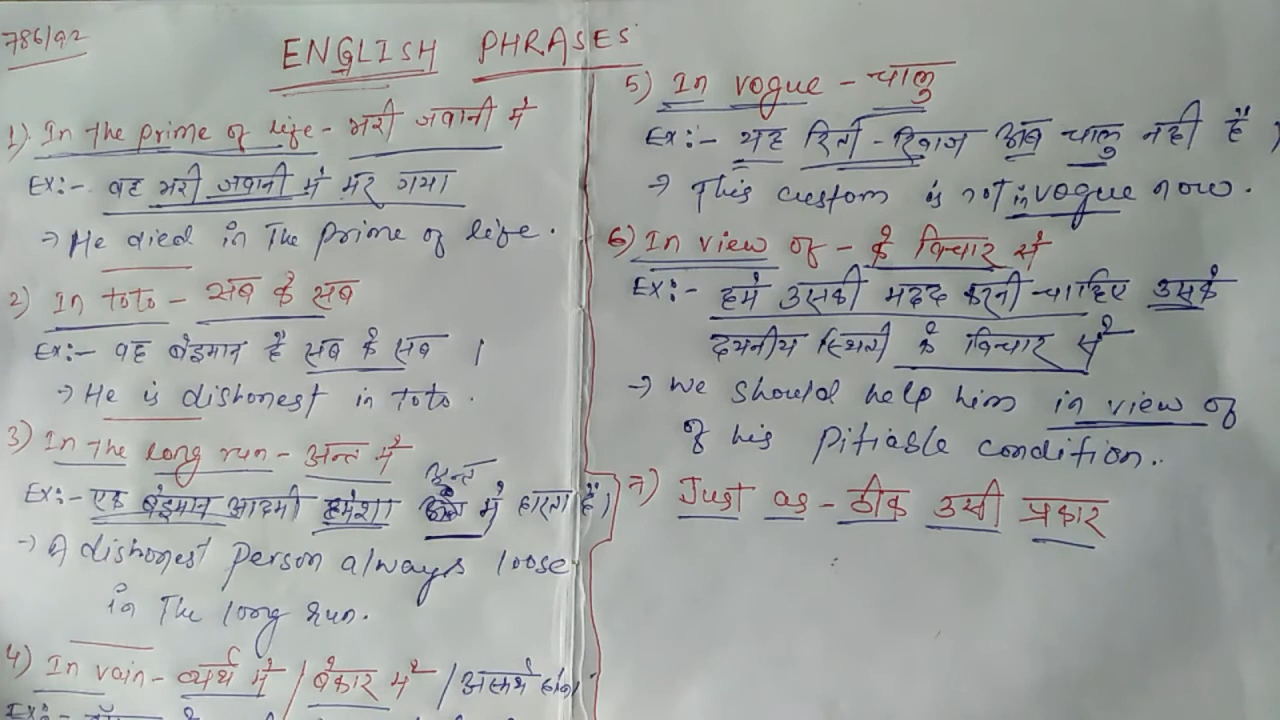 786/92
ENGLISH PHRASES
1) In the prime of life - भरी जवानी में
Ex:- वह भरी जवानी में मर गया
→ He died in The prime of life.
2) In toto - सब के सब
Ex:- वह बेइमान है सब के सब ।
→ He is dishonest in toto.
3) In the long run - अन्त में
अन्त
Ex:- एक बेइमान आदमी हमेशा में हारता है।
→ A dishonest person always loose
in The long run.
4) In vain - व्यर्थ में / बेकार में /
Ex:-
5) In vogue - चालु
Ex:- यह रिती - रिवाज अब चालु नही है ।
→ This custom is not in vogue now.
6) In view of - के विचार से
Ex:- हमे उसकी मदद करनी चाहिए उसके
दयनीय स्थिती के विचार से
→ We should help him in view of
of his pitiable condition.
7) Just as - ठीक उसी प्रकार